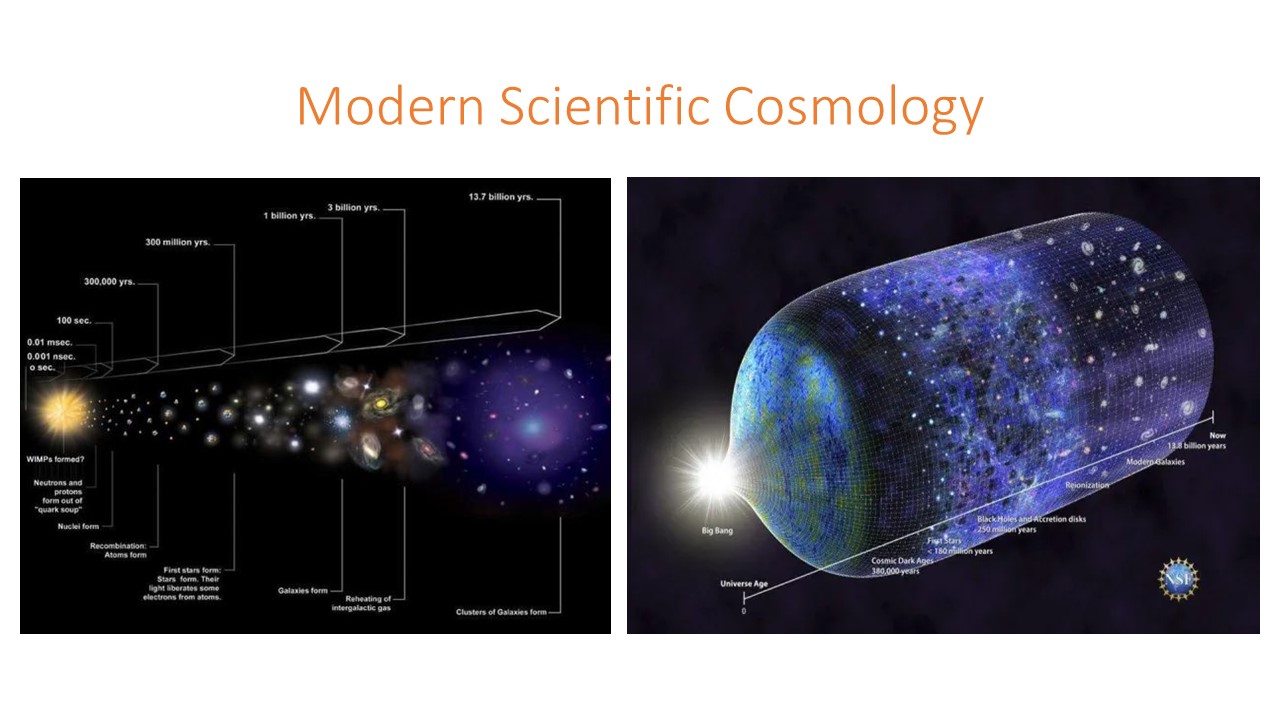 Modern Scientific Cosmology
13.7 billion yrs.
3 billion yrs.
1 billion yrs.
300 million yrs.
300,000 yrs.
100 sec.
0.01 msec.
0.001 nsec.
o sec.
WIMPs formed?
Neutrons and
protons
form out of
"quark soup"
Nuclei form
Recombination:
Atoms form
First stars form:
Stars form. Their
light liberates some
electrons from atoms.
Galaxies form
Reheating of
intergalactic gas
Clusters of Galaxies form
Big Bang
Universe Age
0
Cosmic Dark Ages
380,000 years
First Stars
< 180 million years
Black Holes and Accretion disks
250 million years
Reionization
Modern Galaxies
Now
13.8 billion years
NSF